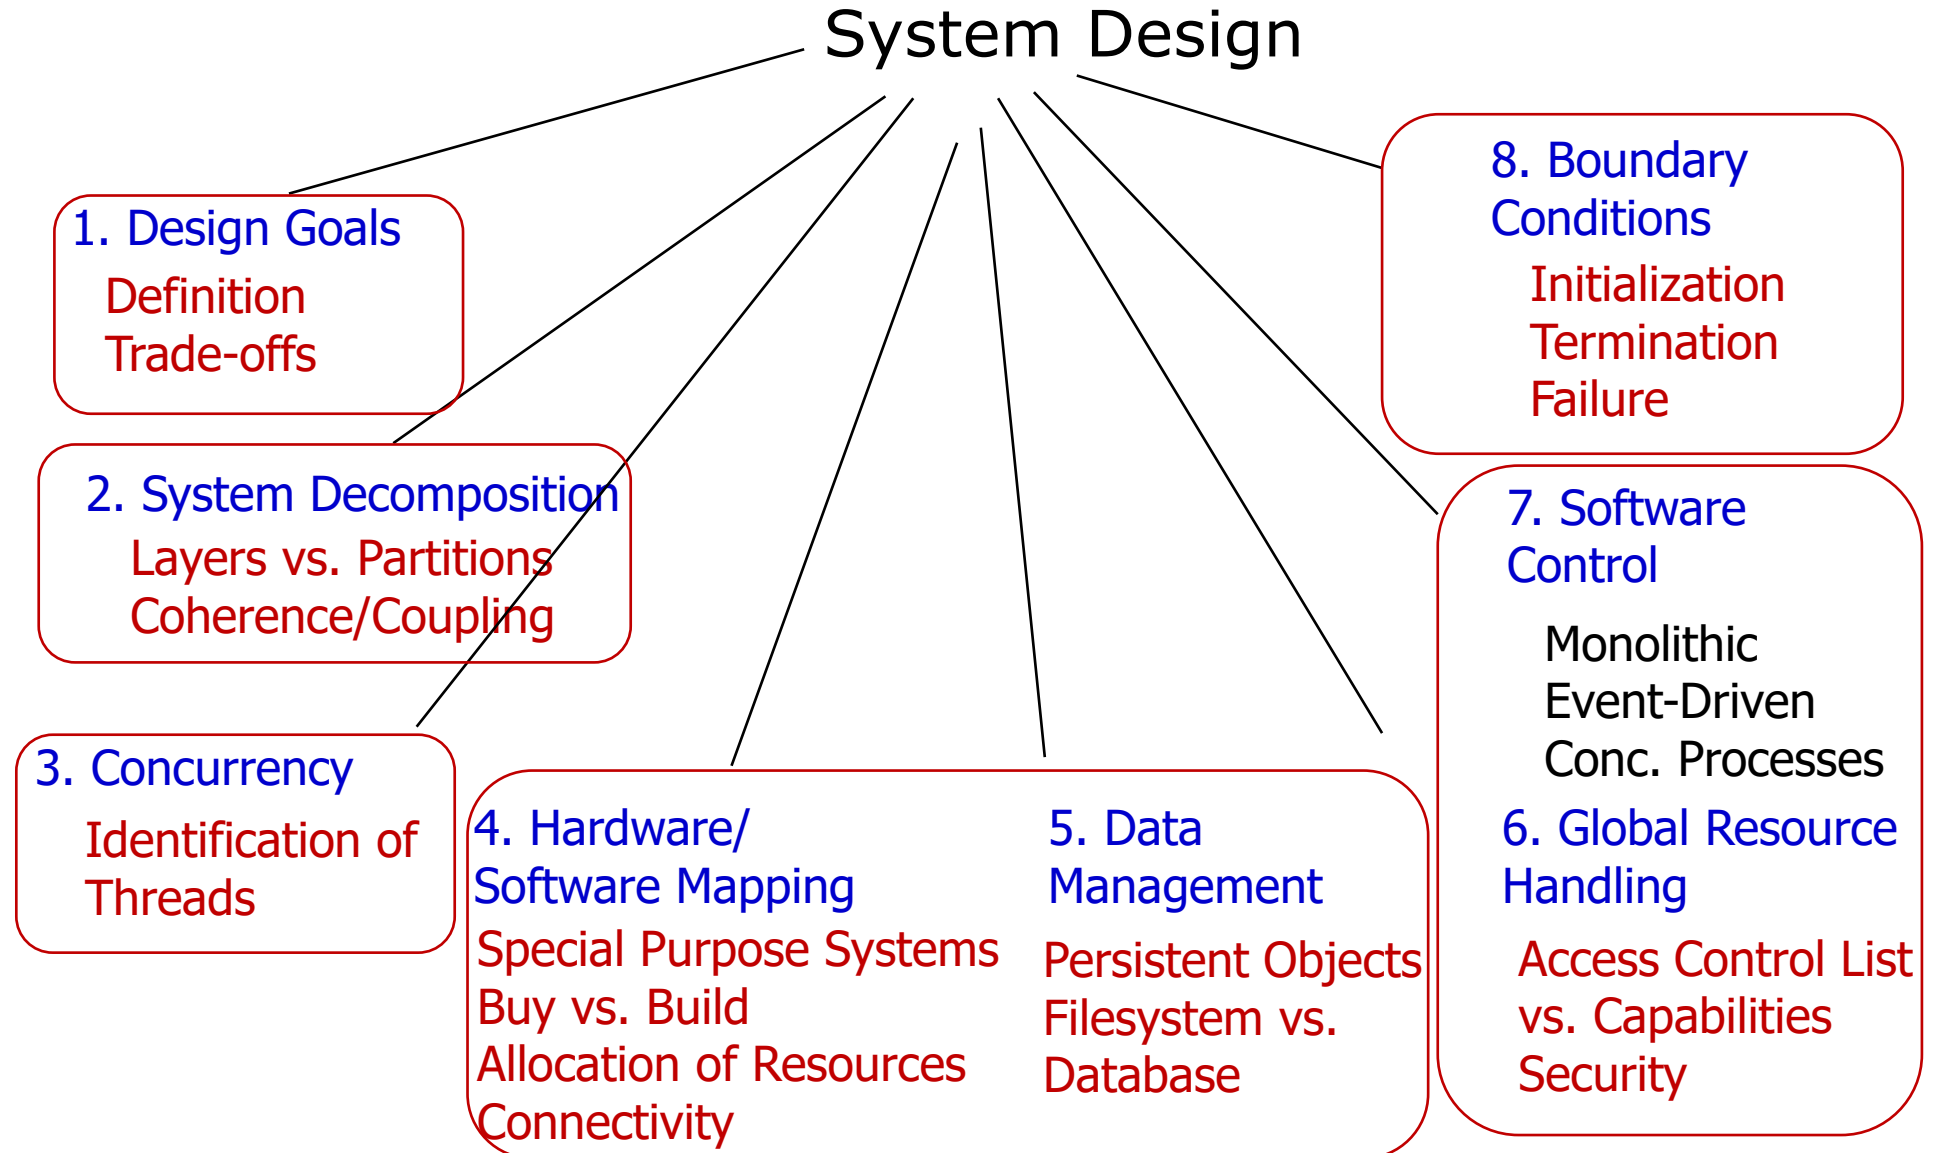 System Design
1. Design Goals
Definition
Trade-offs
2. System Decomposition
Layers vs. Partitions
Coherence/Coupling
3. Concurrency
Identification of
Threads
4. Hardware/
Software Mapping
Special Purpose Systems
Buy vs. Build
Allocation of Resources
Connectivity
5. Data
Management
Persistent Objects
Filesystem vs.
Database
6. Global Resource
Handling
Access Control List
vs. Capabilities
Security
7. Software
Control
Monolithic
Event-Driven
Conc. Processes
8. Boundary
Conditions
Initialization
Termination
Failure